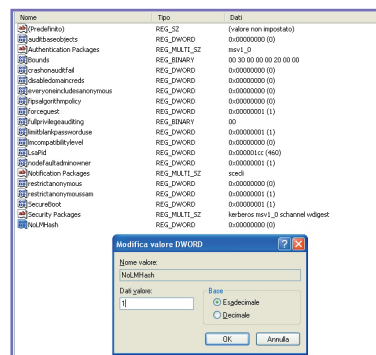 Nome Tipo Dati
(Predefinito) REG_SZ (valore non impostato)
auditbaseobjects REG_DWORD 0x00000000 (0)
Authentication Packages REG_MULTI_SZ msv1_0
Bounds REG_BINARY 00 30 00 00 00 20 00 00
crashonauditfail REG_DWORD 0x00000000 (0)
disabledomaincreds REG_DWORD 0x00000000 (0)
everyoneincludesanonymous REG_DWORD 0x00000000 (0)
fipsalgorithmpolicy REG_DWORD 0x00000000 (0)
forceguest REG_DWORD 0x00000001 (1)
fullprivilegeauditing REG_BINARY 00
limitblankpassworduse REG_DWORD 0x00000001 (1)
lmcompatibilitylevel REG_DWORD 0x00000000 (0)
LsaPid REG_DWORD 0x000001cc (460)
nodefaultadminowner REG_DWORD 0x00000001 (1)
Notification Packages REG_MULTI_SZ scecli
restrictanonymous REG_DWORD 0x00000000 (0)
restrictanonymoussam REG_DWORD 0x00000001 (1)
SecureBoot REG_DWORD 0x00000001 (1)
Security Packages REG_MULTI_SZ kerberos msv1_0 schannel wdigest
NoLMHash REG_DWORD 0x00000000 (0)
Modifica valore DWORD
Nome valore:
NoLMHash
Dati valore:
1
Base
Esadecimale
Decimale
OK Annulla